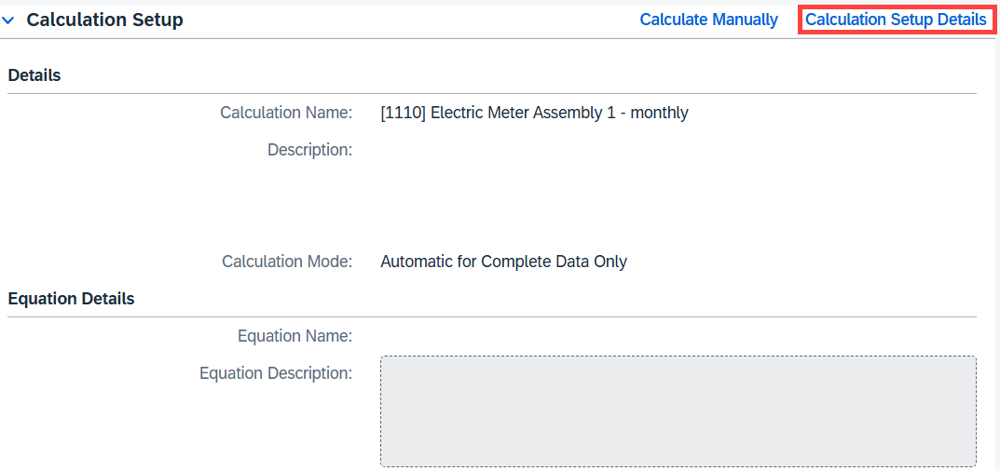 Calculation Setup Calculate Manually Calculation Setup Details
Details
Calculation Name: [1110] Electric Meter Assembly 1 - monthly
Description:
Calculation Mode: Automatic for Complete Data Only
Equation Details
Equation Name:
Equation Description: